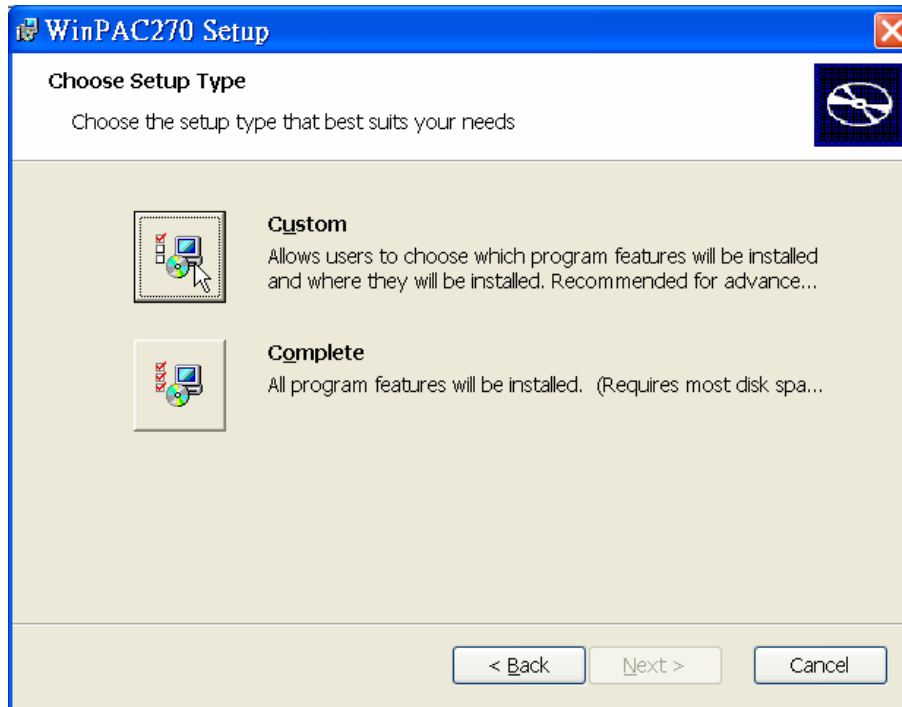 WinPAC270 Setup
Choose Setup Type
Choose the setup type that best suits your needs
Custom
Allows users to choose which program features will be installed
and where they will be installed. Recommended for advance...
Complete
All program features will be installed.  (Requires most disk spa...
< Back
Next >
Cancel